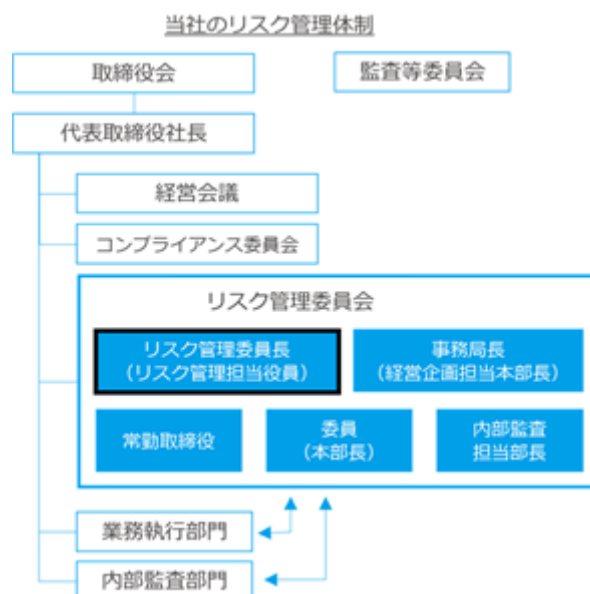 当社のリスク管理体制
取締役会
監査等委員会
代表取締役社長
経営会議
コンプライアンス委員会
リスク管理委員会
リスク管理委員長
（リスク管理担当役員）
事務局長
（経営企画担当本部長）
常勤取締役
委員
（本部長）
内部監査
担当部長
業務執行部門
内部監査部門